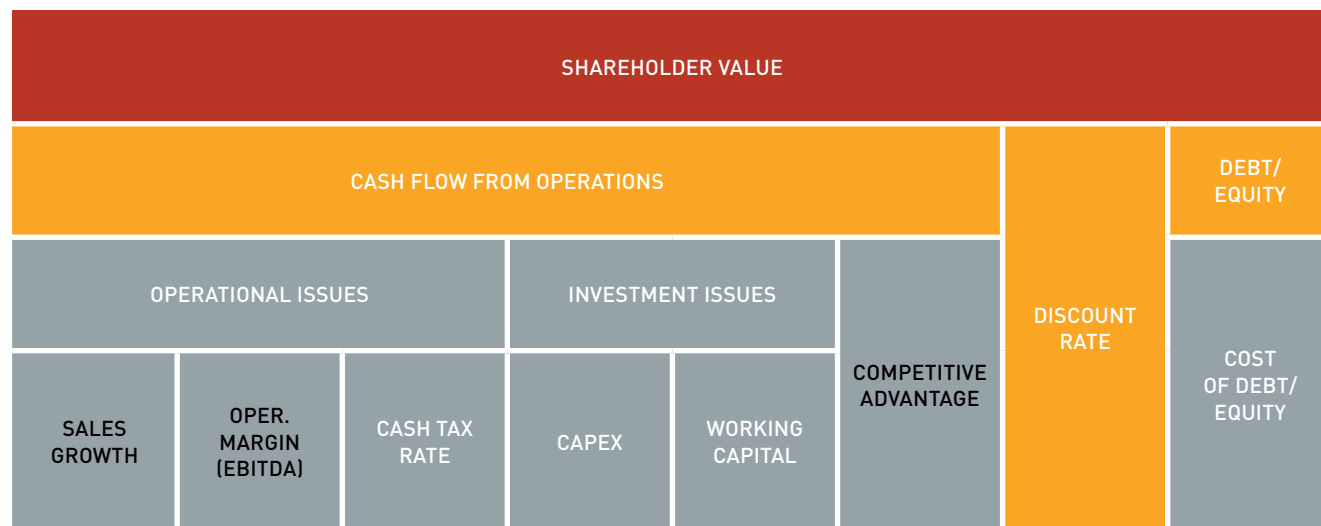 SHAREHOLDER VALUE
CASH FLOW FROM OPERATIONS
DEBT/
EQUITY
OPERATIONAL ISSUES
INVESTMENT ISSUES
COMPETITIVE
ADVANTAGE
DISCOUNT
RATE
COST
OF DEBT/
EQUITY
SALES
GROWTH
OPER.
MARGIN
(EBITDA)
CASH TAX
RATE
CAPEX
WORKING
CAPITAL